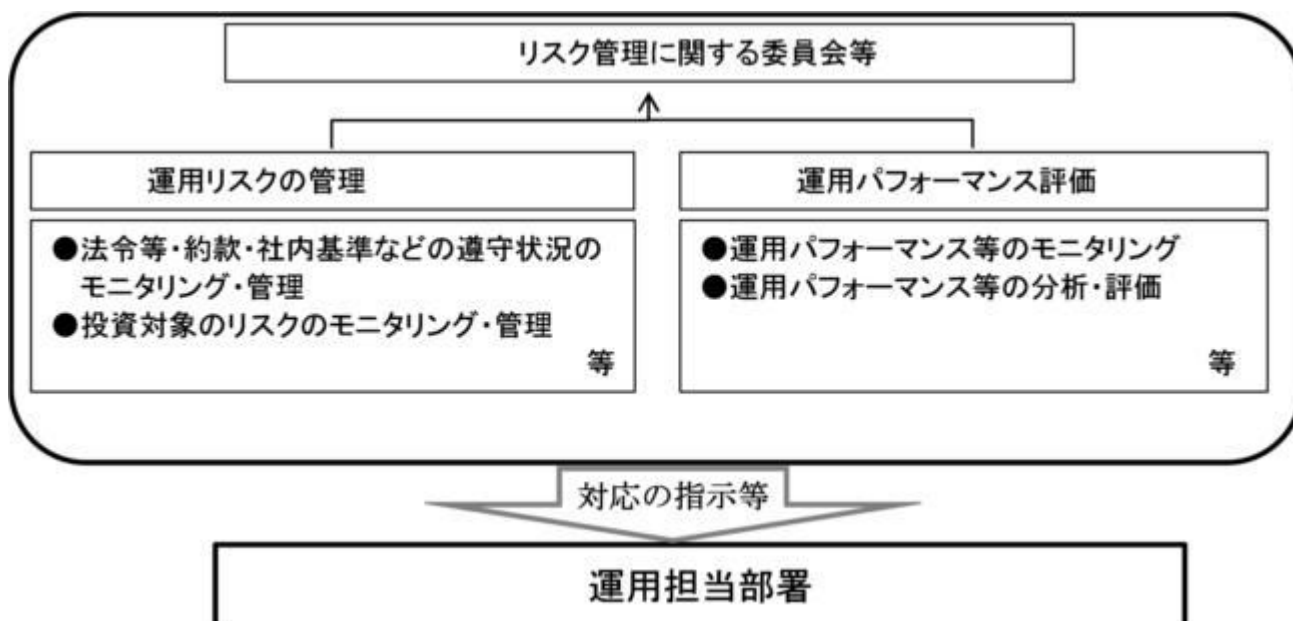 リスク管理に関する委員会等
運用リスクの管理
●法令等・約款・社内基準などの遵守状況の
モニタリング・管理
●投資対象のリスクのモニタリング・管理
等
運用パフォーマンス評価
●運用パフォーマンス等のモニタリング
●運用パフォーマンス等の分析・評価
等
対応の指示等
運用担当部署